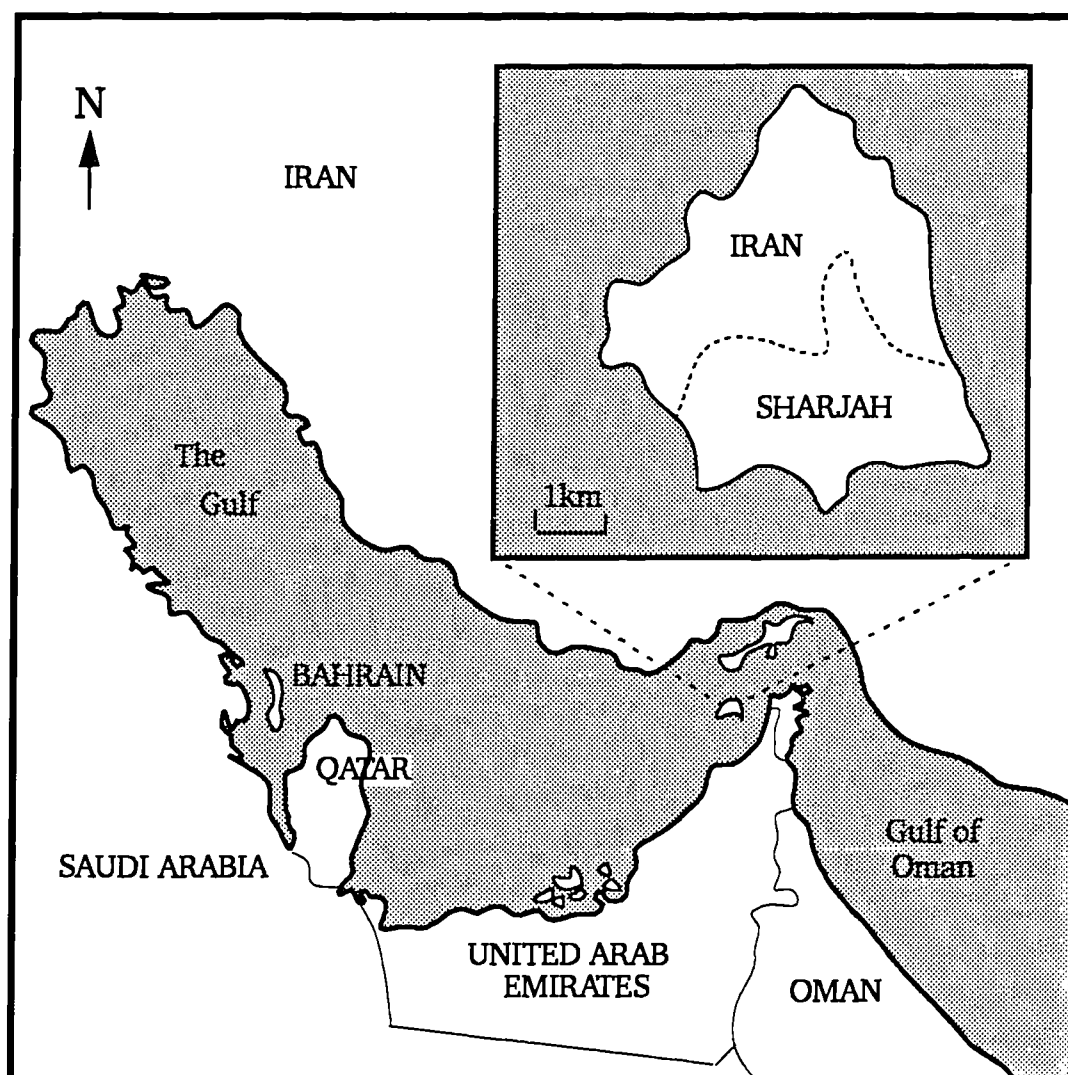 N
IRAN
IRAN
SHARJAH
1km
The
Gulf
BAHRAIN
QATAR
SAUDI ARABIA
Gulf of
Oman
UNITED ARAB
EMIRATES
OMAN